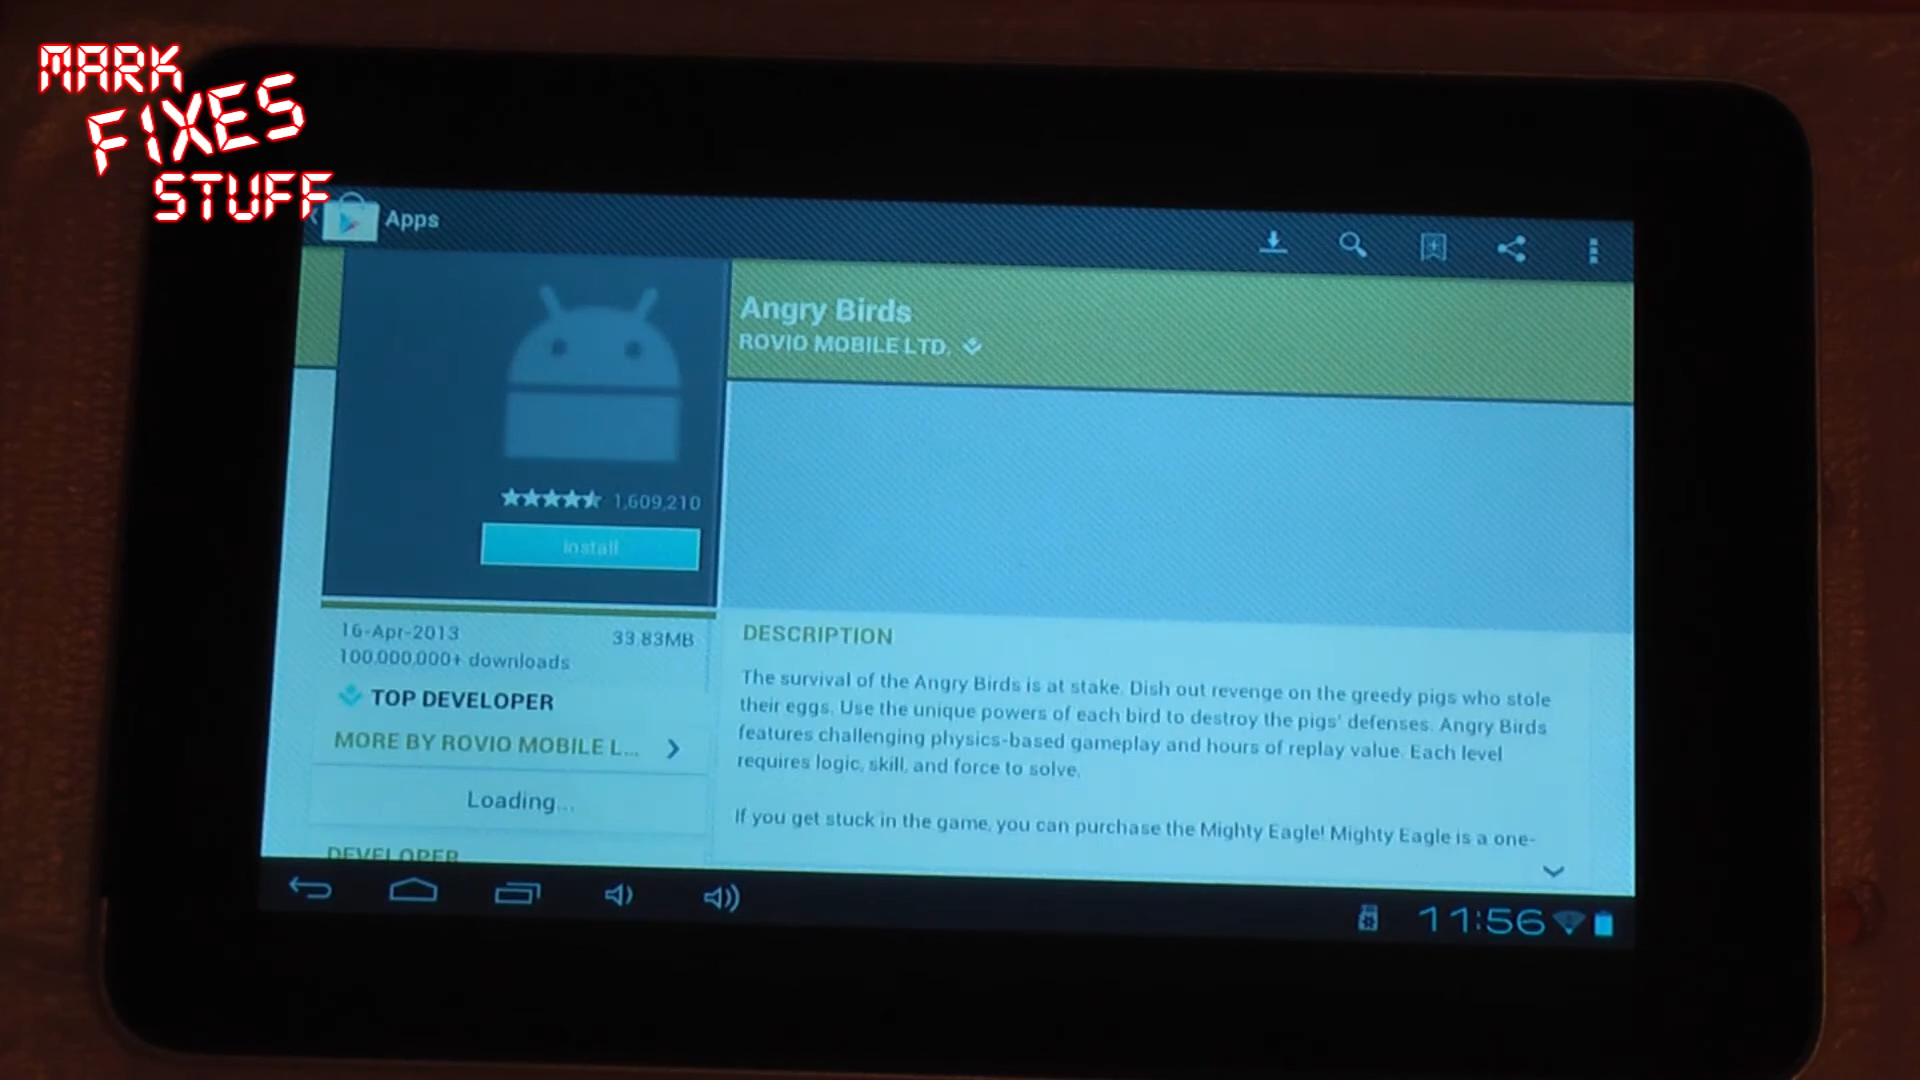 MARK
FIXES
STUFF
Apps
Angry Birds
ROVIO MOBILE LTD.
1,609,210
Install
16-Apr-2013
33.83MB
100,000,000+ downloads
TOP DEVELOPER
MORE BY ROVIO MOBILE L...
Loading...
DEVELOPER
DESCRIPTION
The survival of the Angry Birds is at stake. Dish out revenge on the greedy pigs who stole
their eggs. Use the unique powers of each bird to destroy the pigs' defenses. Angry Birds
features challenging physics-based gameplay and hours of replay value. Each level
requires logic, skill, and force to solve.
If you get stuck in the game, you can purchase the Mighty Eagle! Mighty Eagle is a one-
11:56